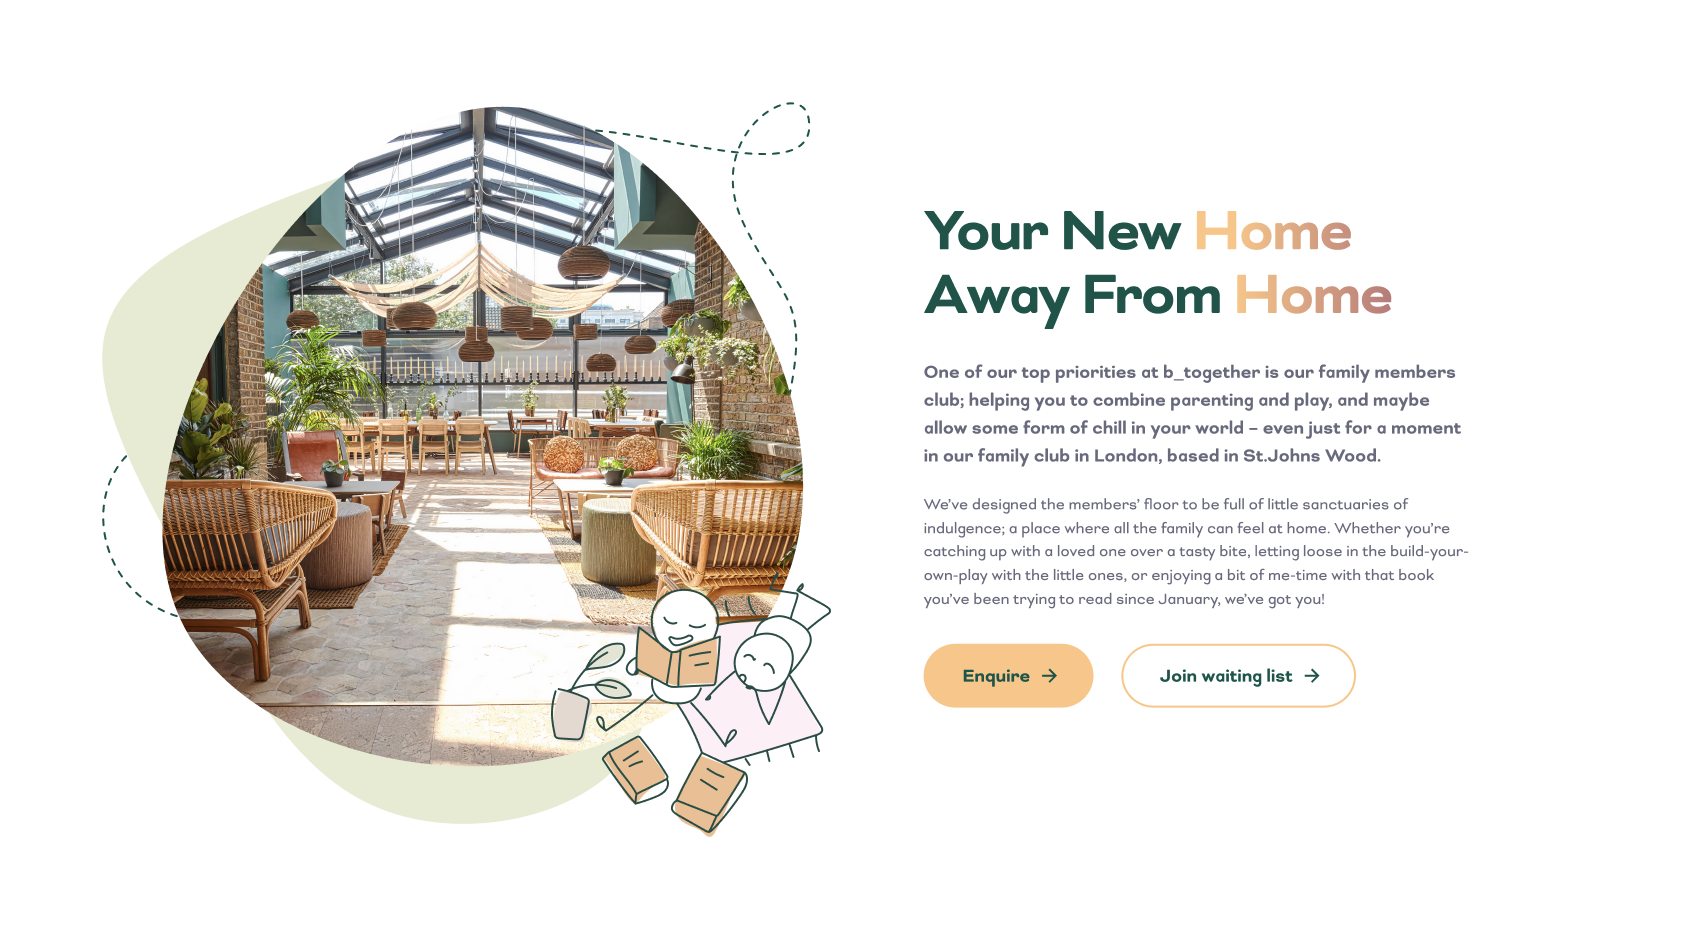 Your New Home
Away From Home
One of our top priorities at b_together is our family members
club; helping you to combine parenting and play, and maybe
allow some form of chill in your world – even just for a moment
in our family club in London, based in St.Johns Wood.
We’ve designed the members’ floor to be full of little sanctuaries of
indulgence; a place where all the family can feel at home. Whether you’re
catching up with a loved one over a tasty bite, letting loose in the build-your-
own-play with the little ones, or enjoying a bit of me-time with that book
you’ve been trying to read since January, we’ve got you!
Enquire →
Join waiting list →